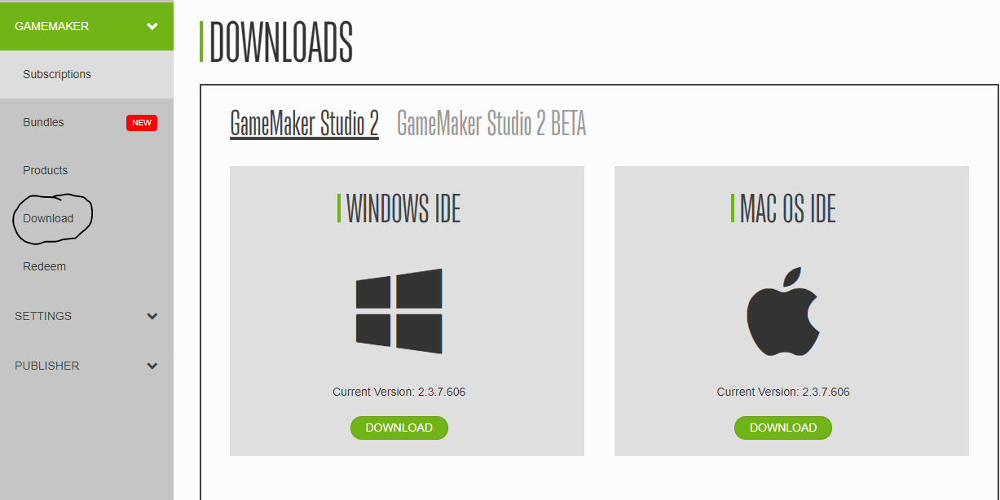 GAMEMAKER
Subscriptions
Bundles NEW
Products
Download
Redeem
SETTINGS
PUBLISHER
DOWNLOADS
GameMaker Studio 2 GameMaker Studio 2 BETA
WINDOWS IDE
Current Version: 2.3.7.606
DOWNLOAD
MAC OS IDE
Current Version: 2.3.7.606
DOWNLOAD